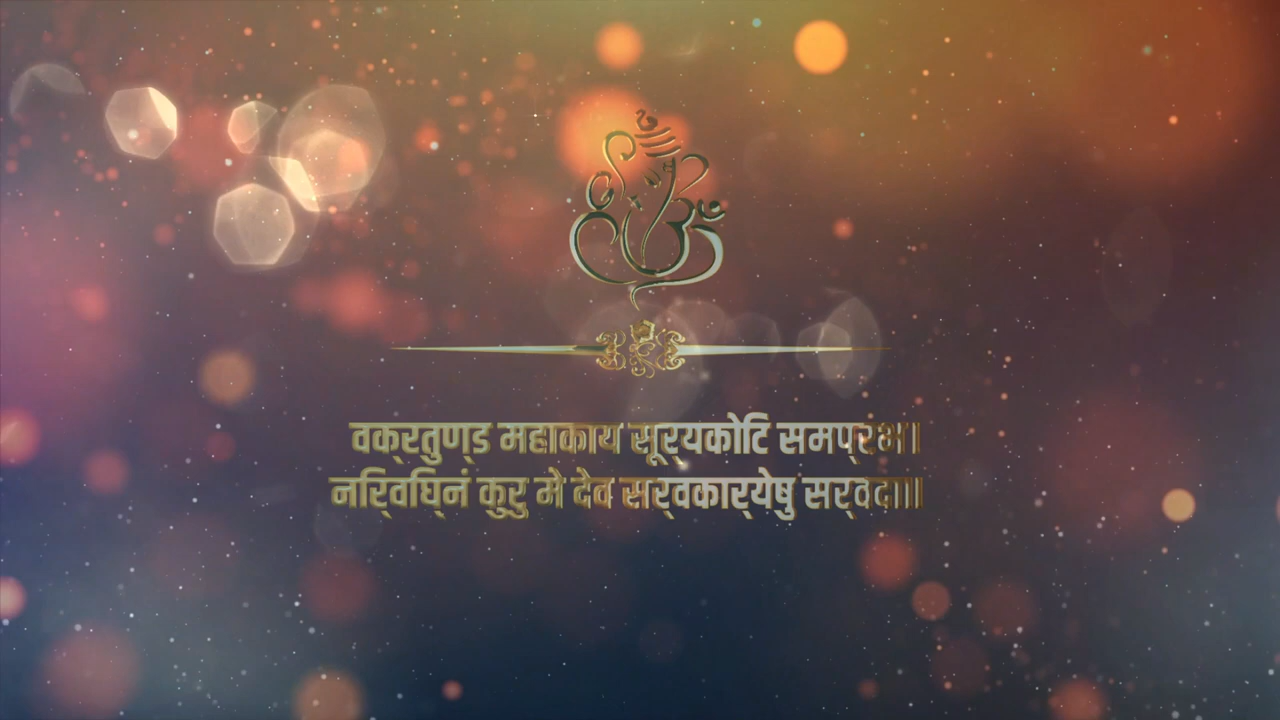 वक्रतुण्ड महाकाय सूर्यकोटि समप्रभ।
निर्विघ्नं कुरु मे देव सर्वकार्येषु सर्वदा॥